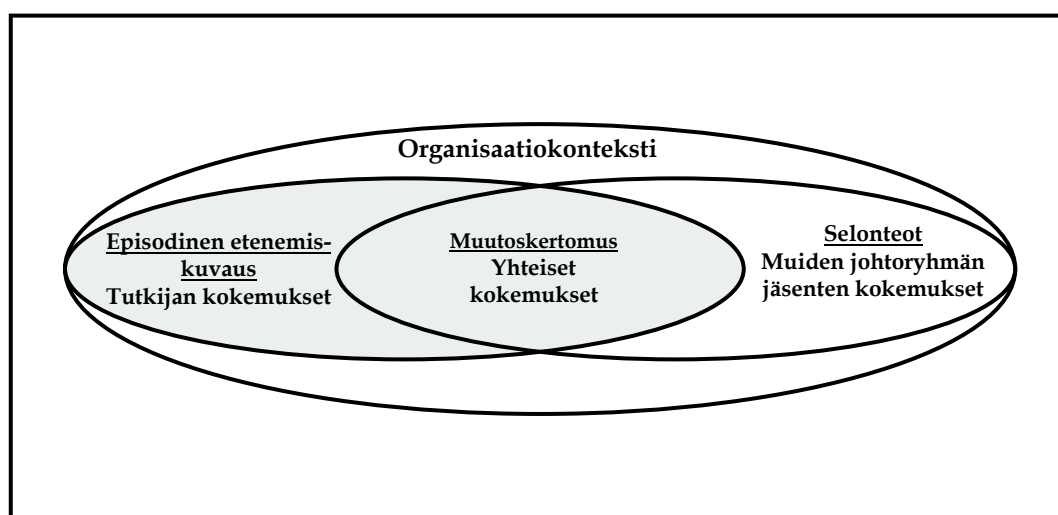 Organisaatiokonteksti
Episodinen etenemis-
kuvaus
Tutkijan kokemukset
Muutoskertomus
Yhteiset
kokemukset
Selonteot
Muiden johtoryhmän
jäsenten kokemukset